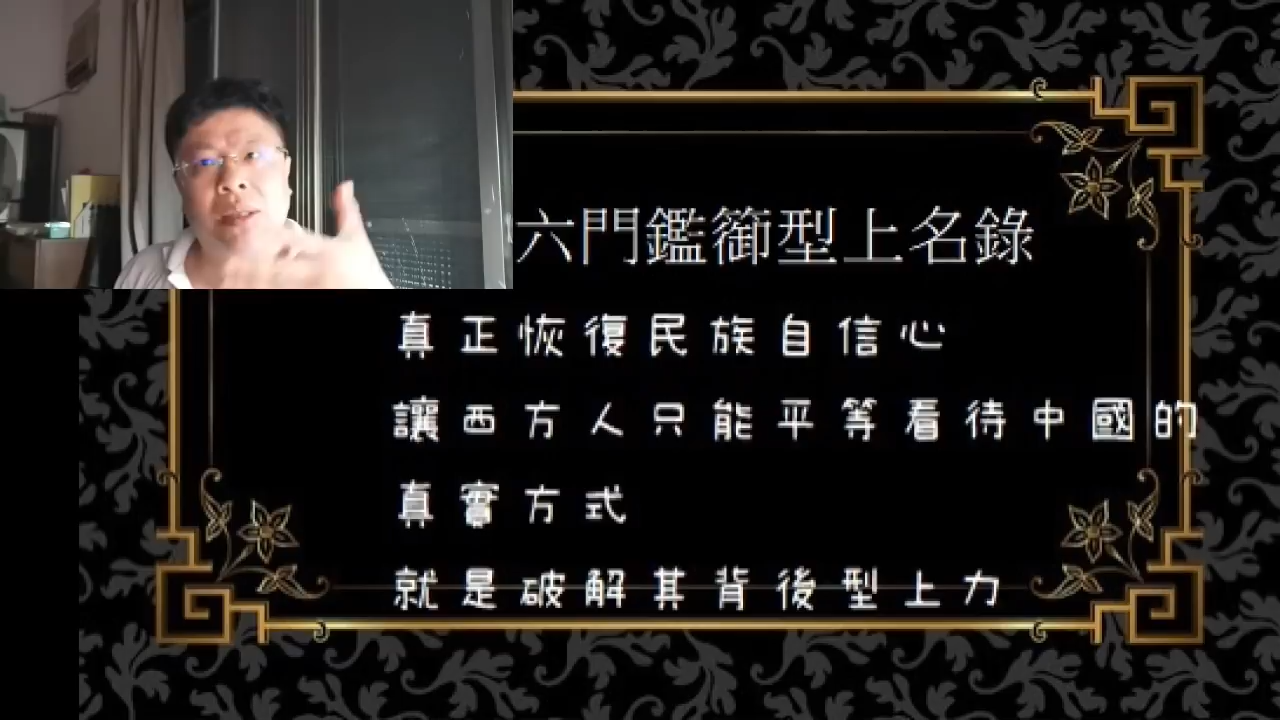 六門鑑籞型上名錄
真正恢復民族自信心
讓西方人只能平等看待中國的
真實方式
就是破解其背後型上力